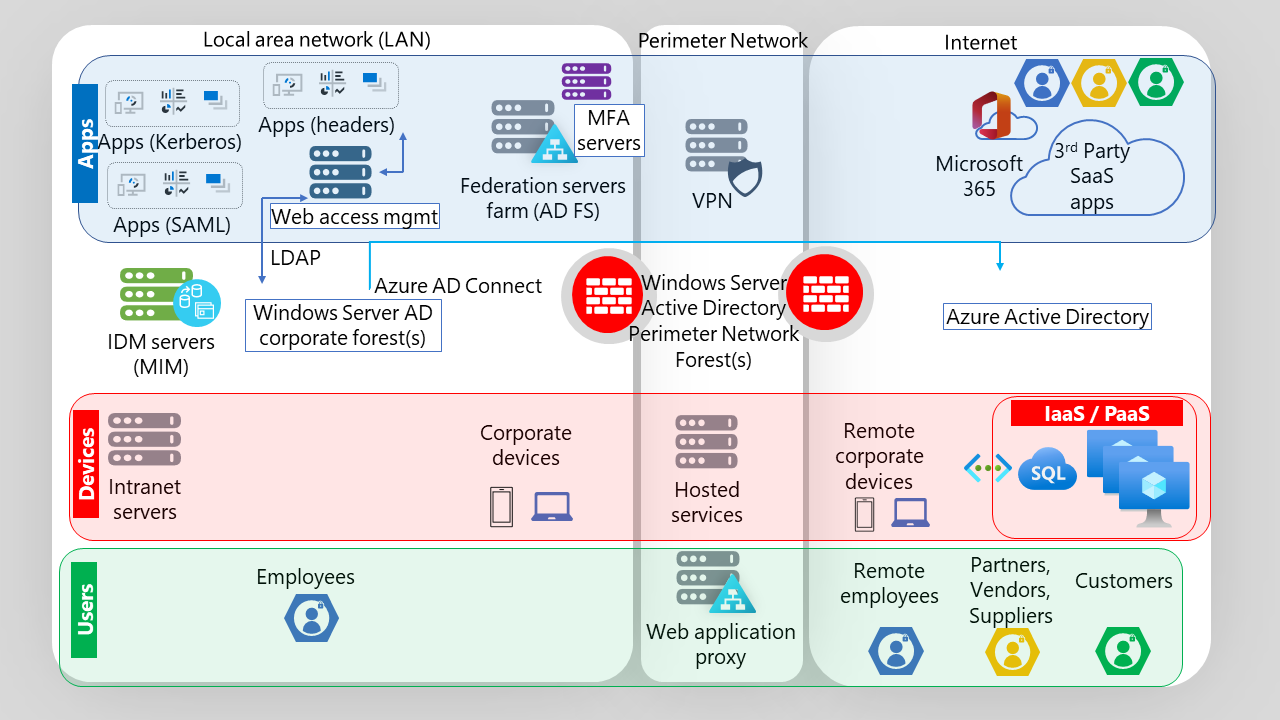 Local area network (LAN)
Perimeter Network
Internet
Apps
Apps (Kerberos)
Apps (headers)
Apps (SAML)
Web access mgmt
MFA
servers
Federation servers
farm (AD FS)
VPN
Microsoft
365
3rd Party
SaaS
apps
LDAP
Azure AD Connect
IDM servers
(MIM)
Windows Server AD
corporate forest(s)
Windows Server
Active Directory
Perimeter Network
Forest(s)
Azure Active Directory
Devices
Intranet
servers
Corporate
devices
Hosted
services
Remote
corporate
devices
IaaS / PaaS
SQL
Users
Employees
Web application
proxy
Remote
employees
Partners,
Vendors,
Suppliers
Customers